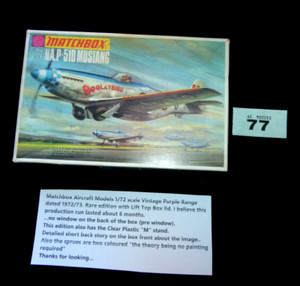 MATCHBOX
N.A. P-51D MUSTANG
AC MODELS
77
Matchbox Aircraft Models 1/72 scale Vintage Purple Range
dated 1972/73. Rare edition with Lift Top Box lid. I believe this
production run lasted about 6 months.
...no window on the back of the box (pre window).
This edition also has the Clear Plastic "M" stand.
Detailed short back story on the box front about the image..
Also the sprues are two coloured "the theory being no painting
required"
Thanks for looking...